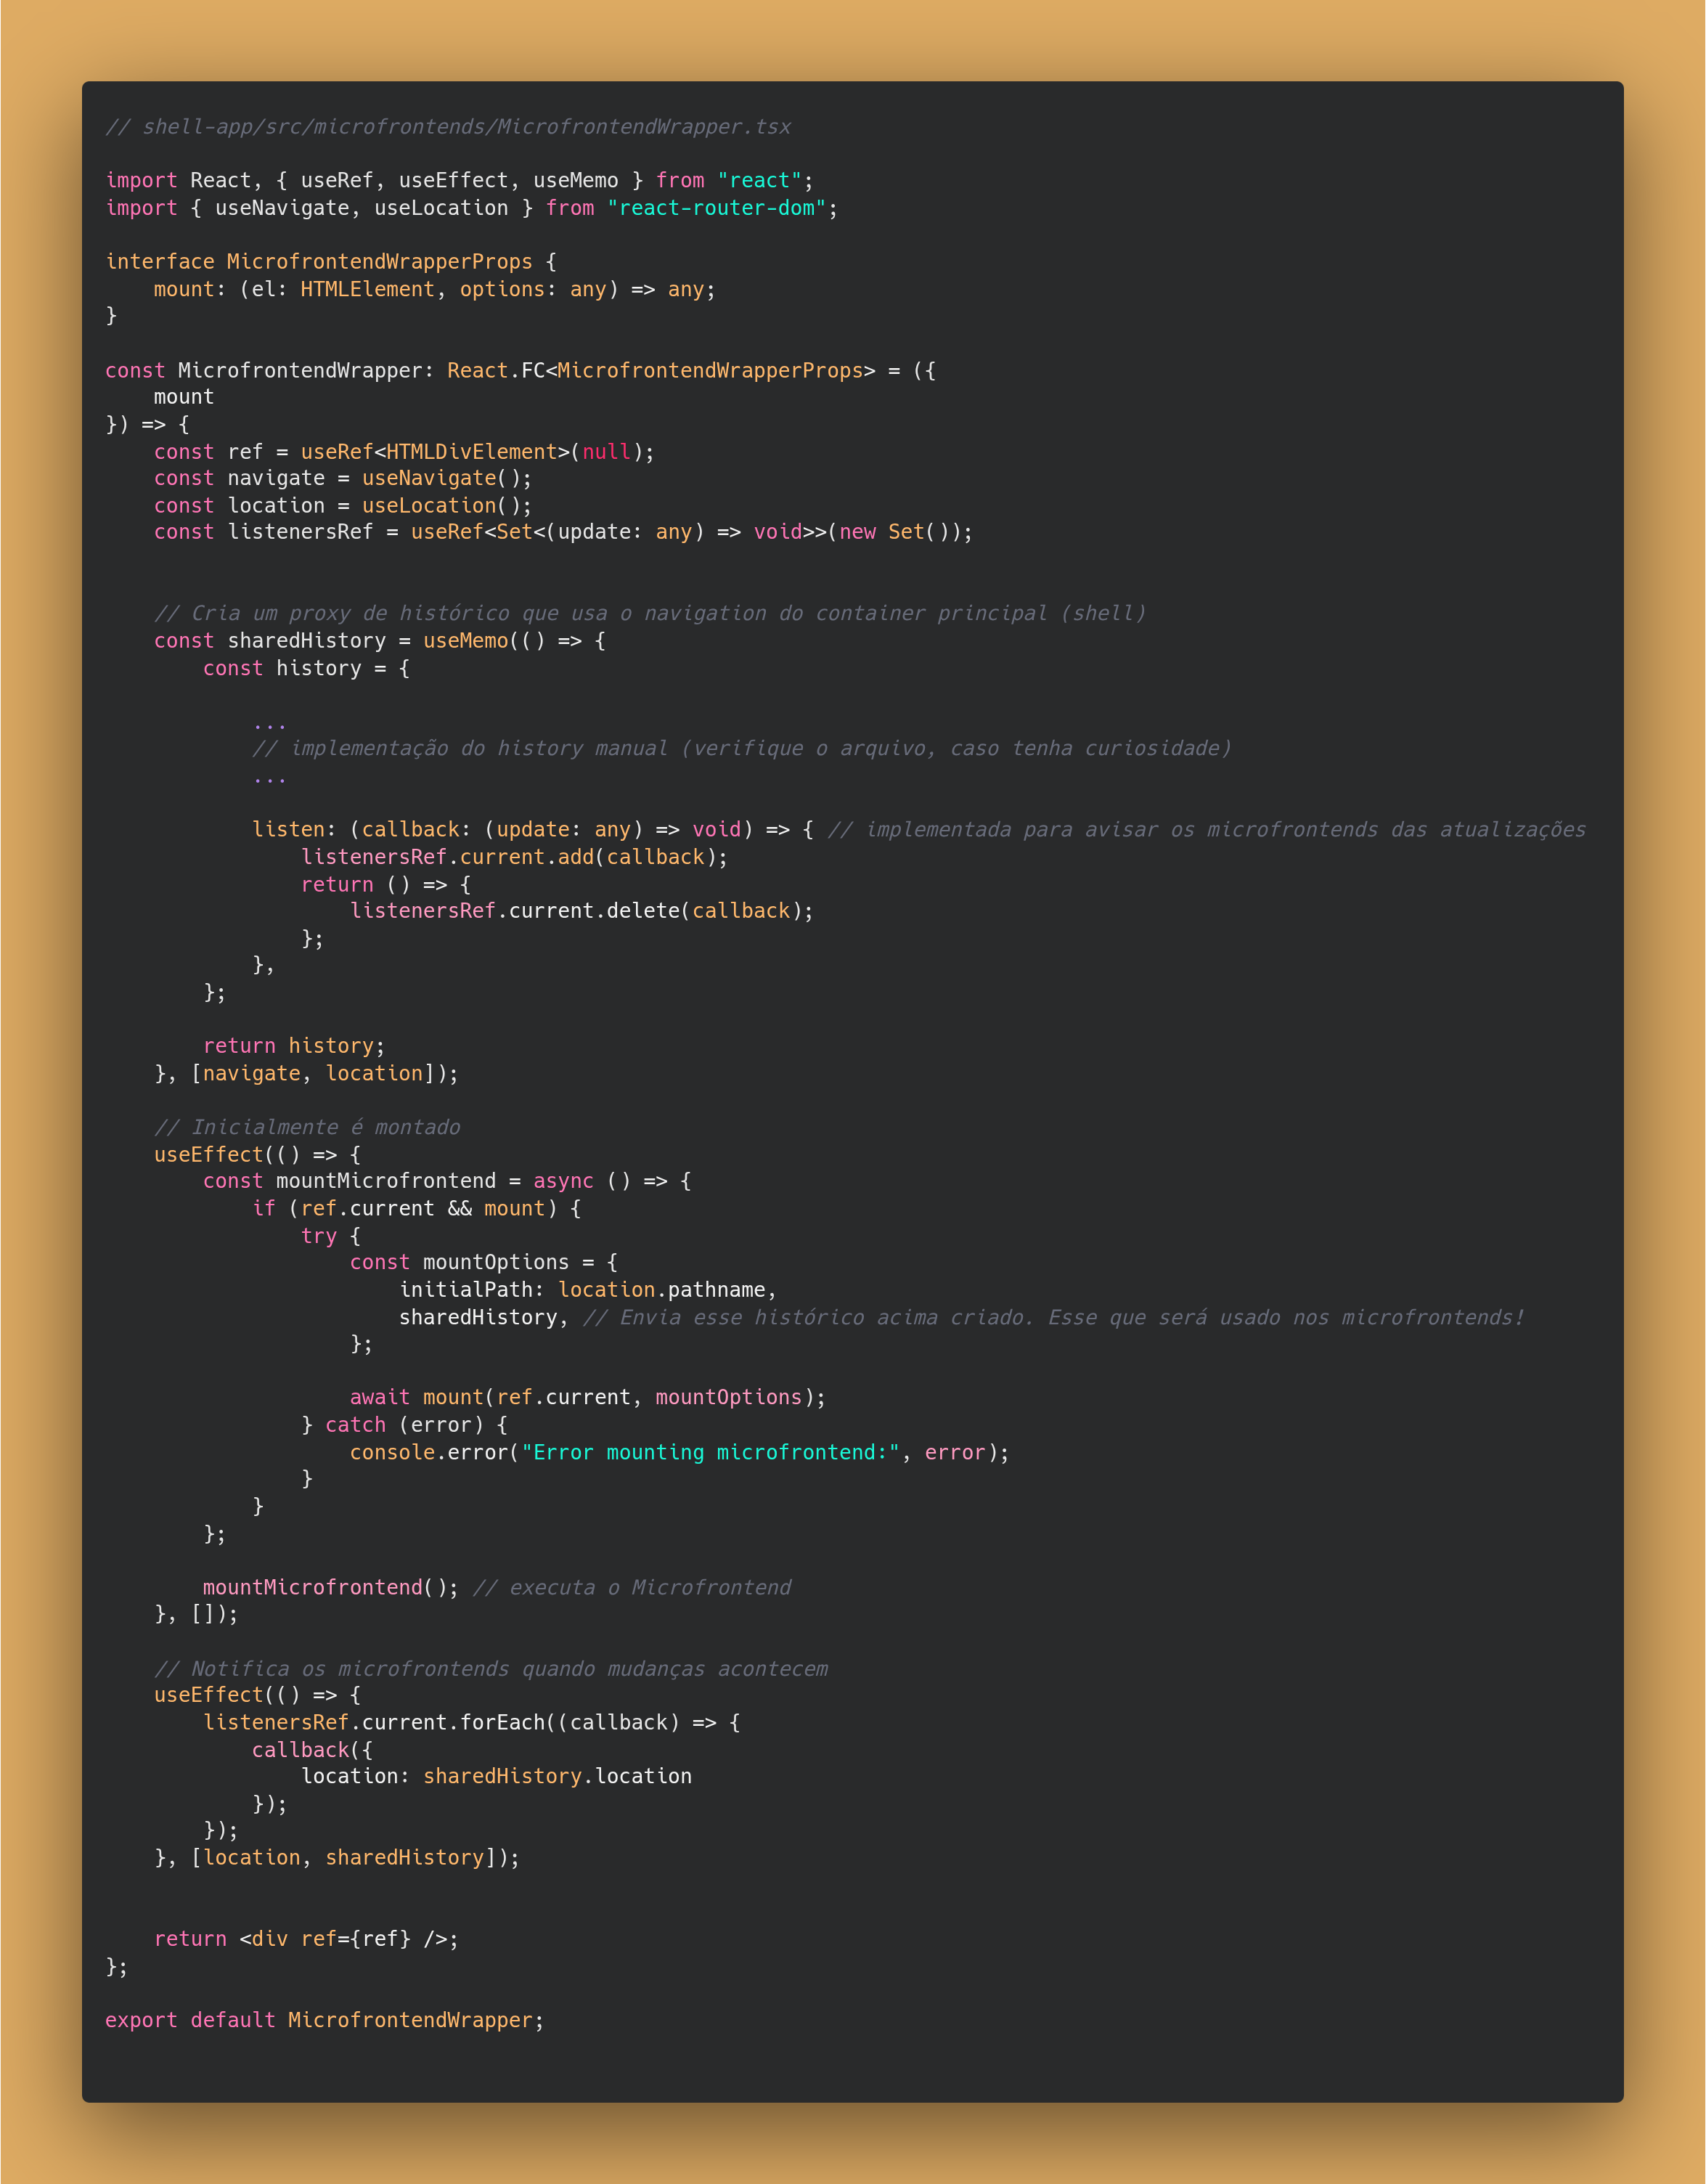 // shell-app/src/microfrontends/MicrofrontendWrapper.tsx
import React, { useRef, useEffect, useMemo } from "react";
import { useNavigate, useLocation } from "react-router-dom";
interface MicrofrontendWrapperProps {
mount: (el: HTMLElement, options: any) => any;
}
const MicrofrontendWrapper: React.FC<MicrofrontendWrapperProps> = ({
mount
}) => {
const ref = useRef<HTMLDivElement>(null);
const navigate = useNavigate();
const location = useLocation();
const listenersRef = useRef<Set<(update: any) => void>>(new Set());
// Cria um proxy de histórico que usa o navigation do container principal (shell)
const sharedHistory = useMemo(() => {
const history = {
...
// implementação do history manual (verifique o arquivo, caso tenha curiosidade)
...
listen: (callback: (update: any) => void) => { // implementada para avisar os microfrontends das atualizações
listenersRef.current.add(callback);
return () => {
listenersRef.current.delete(callback);
};
},
};
return history;
}, [navigate, location]);
// Inicialmente é montado
useEffect(() => {
const mountMicrofrontend = async () => {
if (ref.current && mount) {
try {
const mountOptions = {
initialPath: location.pathname,
sharedHistory, // Envia esse histórico acima criado. Esse que será usado nos microfrontends!
};
await mount(ref.current, mountOptions);
} catch (error) {
console.error("Error mounting microfrontend:", error);
}
}
};
mountMicrofrontend(); // executa o Microfrontend
}, []);
// Notifica os microfrontends quando mudanças acontecem
useEffect(() => {
listenersRef.current.forEach((callback) => {
callback({
location: sharedHistory.location
});
});
}, [location, sharedHistory]);
return <div ref={ref} />;
};
export default MicrofrontendWrapper;